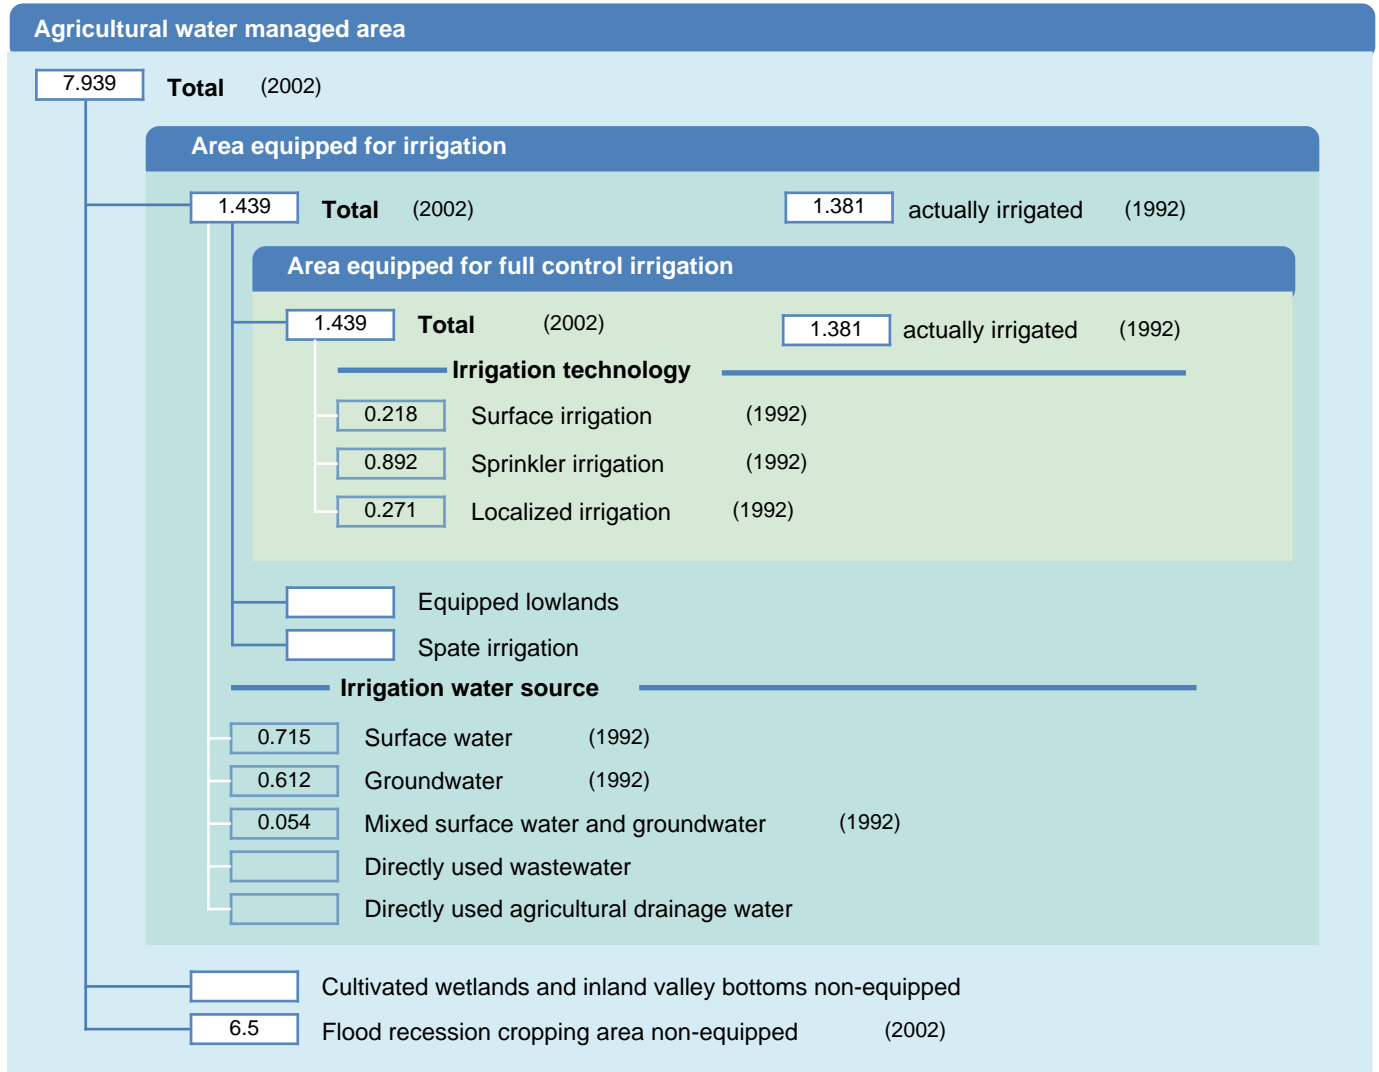 Agricultural water managed area
7.939 Total (2002)
Area equipped for irrigation
1.439 Total (2002) 1.381 actually irrigated (1992)
Area equipped for full control irrigation
1.439 Total (2002) 1.381 actually irrigated (1992)
Irrigation technology
0.218 Surface irrigation (1992)
0.892 Sprinkler irrigation (1992)
0.271 Localized irrigation (1992)
Equipped lowlands
Spate irrigation
Irrigation water source
0.715 Surface water (1992)
0.612 Groundwater (1992)
0.054 Mixed surface water and groundwater (1992)
Directly used wastewater
Directly used agricultural drainage water
Cultivated wetlands and inland valley bottoms non-equipped
6.5 Flood recession cropping area non-equipped (2002)